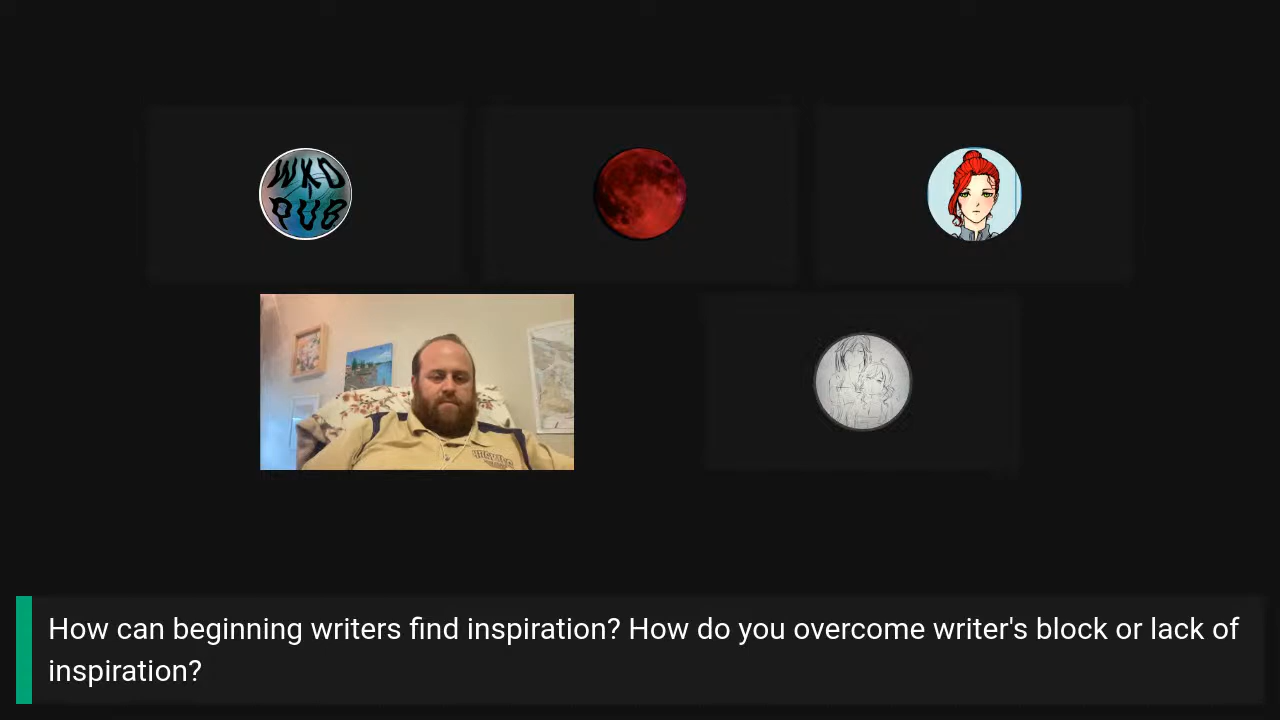 WKD
PUB
How can beginning writers find inspiration? How do you overcome writer's block or lack of
inspiration?